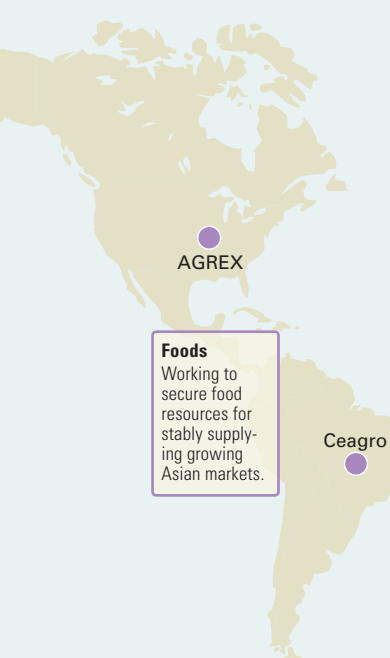 AGREX
Foods
Working to
secure food
resources for
stably supply-
ing growing
Asian markets.
Ceagro